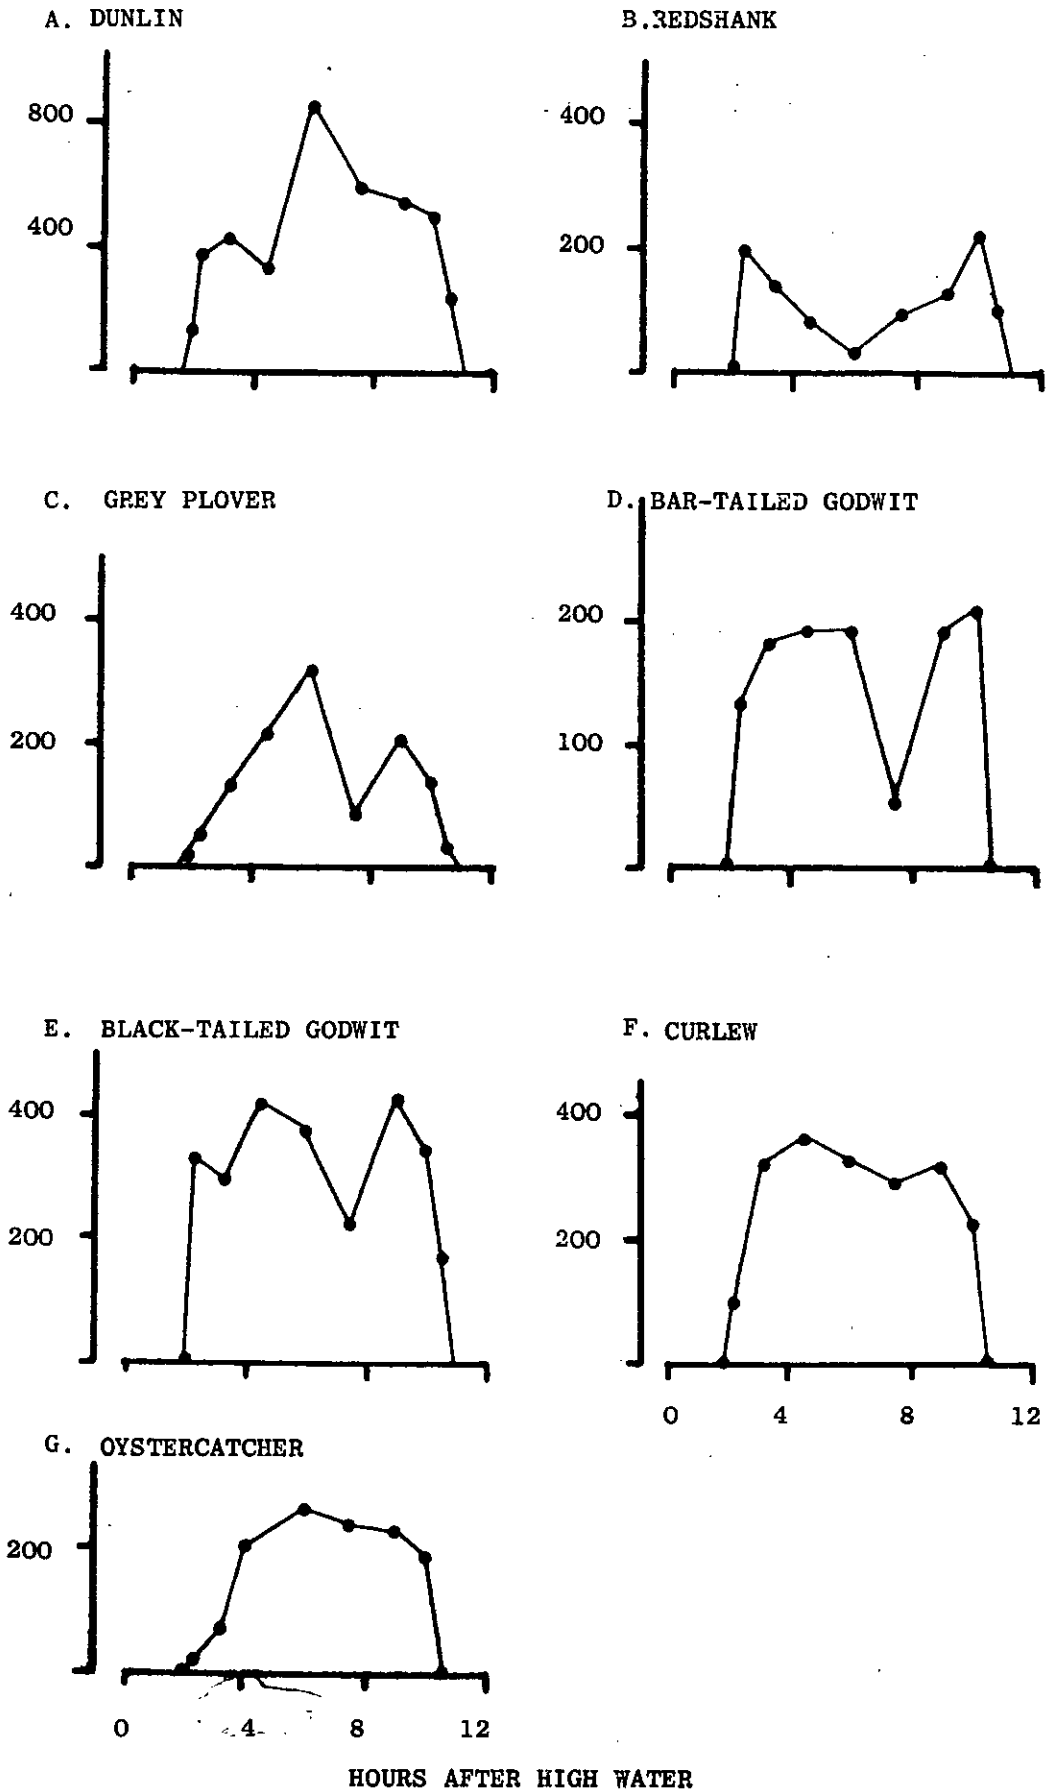 A. DUNLIN
800
400
B.REDSHANK
400
200
C. GREY PLOVER
400
200
D. BAR-TAILED GODWIT
200
100
E. BLACK-TAILED GODWIT
400
200
F. CURLEW
400
200
0 4 8 12
G. OYSTERCATCHER
200
0 4 8 12
HOURS AFTER HIGH WATER